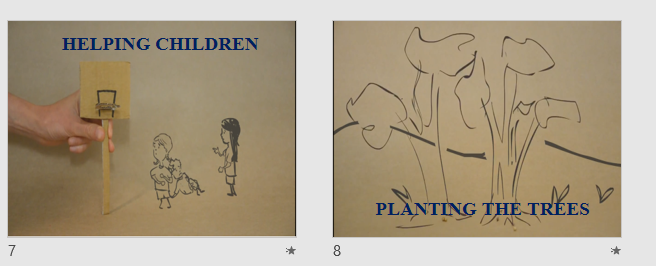 HELPING CHILDREN
PLANTING THE TREES
7
8